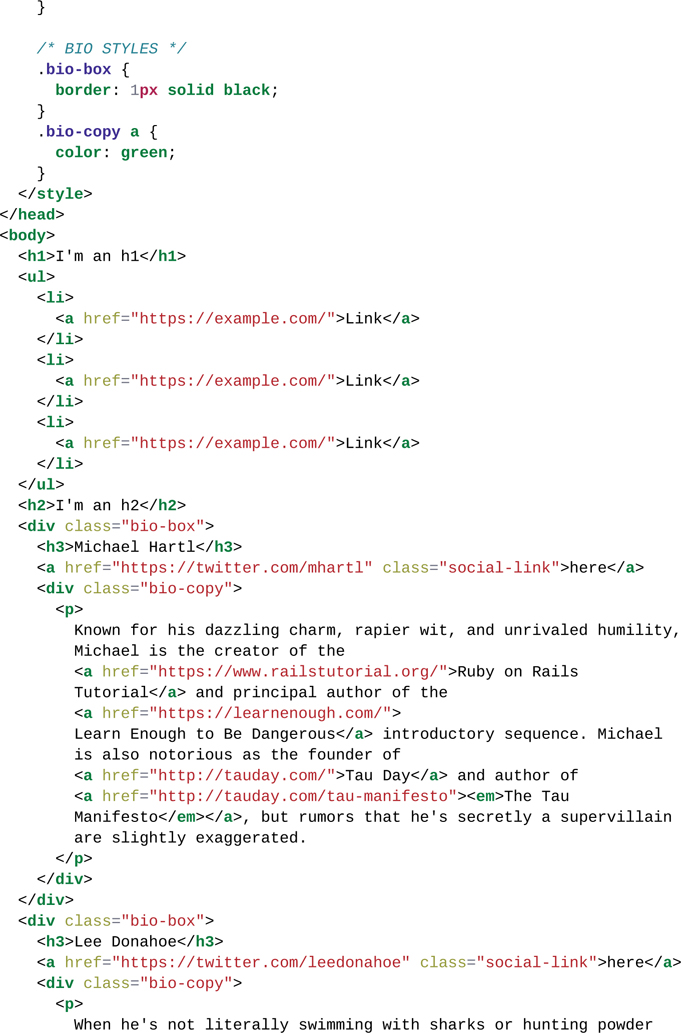 }

    /* BIO STYLES */
    .bio-box {
      border: 1px solid black;
    }
    .bio-copy a {
      color: green;
    }
  </style>
</head>
<body>
  <h1>I'm an h1</h1>
  <ul>
    <li>
      <a href="https://example.com/">Link</a>
    </li>
    <li>
      <a href="https://example.com/">Link</a>
    </li>
    <li>
      <a href="https://example.com/">Link</a>
    </li>
  </ul>
  <h2>I'm an h2</h2>
  <div class="bio-box">
    <h3>Michael Hartl</h3>
    <a href="https://twitter.com/mhartl" class="social-link">here</a>
    <div class="bio-copy">
      <p>
        Known for his dazzling charm, rapier wit, and unrivaled humility,
        Michael is the creator of the
        <a href="https://www.railstutorial.org/">Ruby on Rails
        Tutorial</a> and principal author of the
        <a href="https://learnenough.com/">
        Learn Enough to Be Dangerous</a> introductory sequence. Michael
        is also notorious as the founder of
        <a href="http://tauday.com/">Tau Day</a> and author of
        <a href="http://tauday.com/tau-manifesto"><em>The Tau
        Manifesto</em></a>, but rumors that he's secretly a supervillain
        are slightly exaggerated.
      </p>
    </div>
  </div>
  <div class="bio-box">
    <h3>Lee Donahoe</h3>
    <a href="https://twitter.com/leedonahoe" class="social-link">here</a>
    <div class="bio-copy">
      <p>
        When he's not literally swimming with sharks or hunting powder